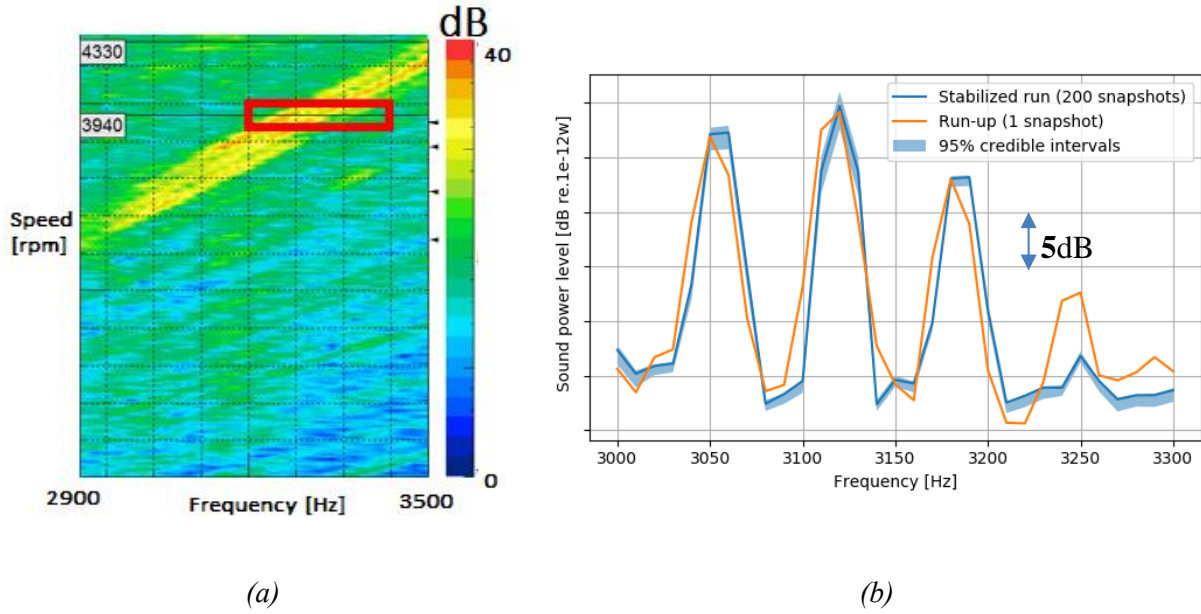 dB
4330
40
3940
Speed
[rpm]
0
2900
Frequency [Hz]
3500
(a)
Stabilized run (200 snapshots)
Run-up (1 snapshot)
95% credible intervals
Sound power level [dB re.1e-12w]
5dB
3000 3050 3100 3150 3200 3250 3300
Frequency [Hz]
(b)